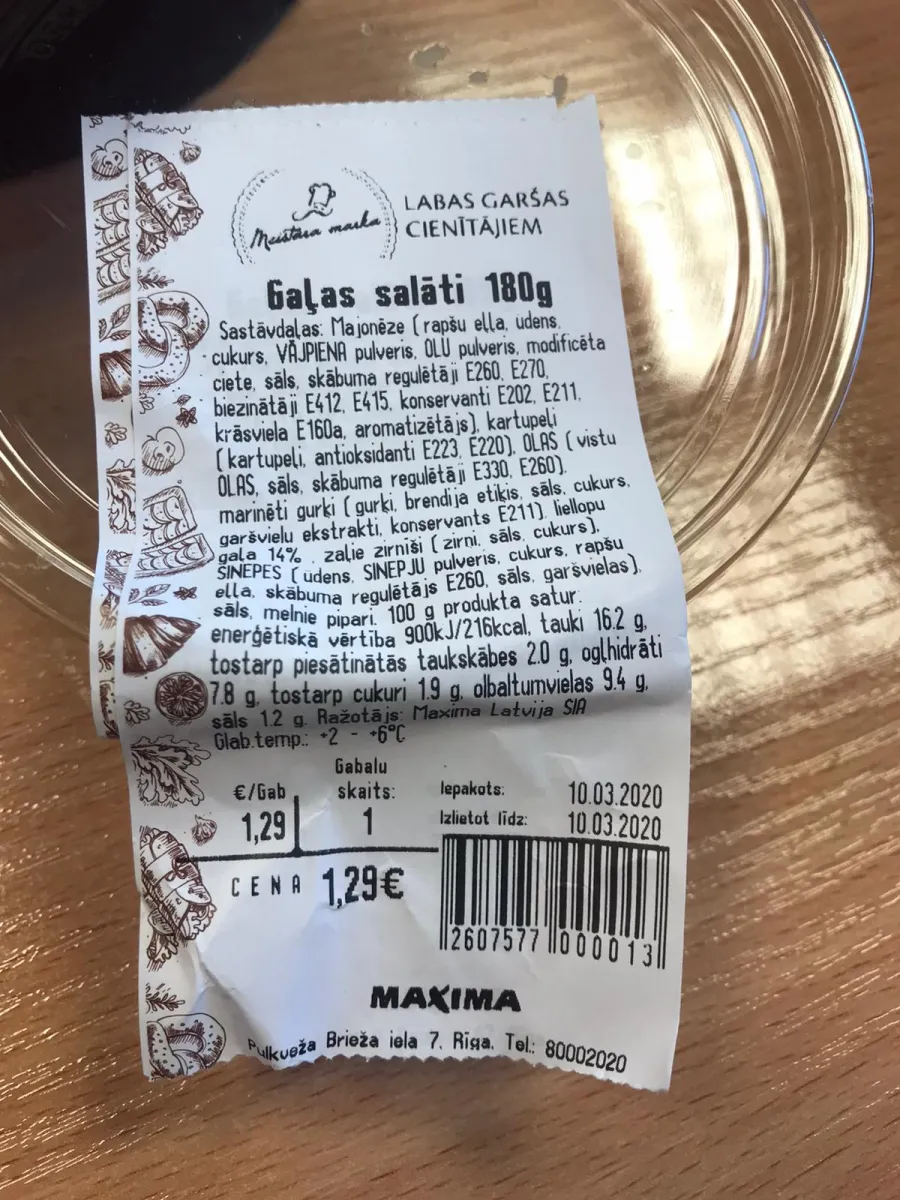 Meistara marka
LABAS GARŠAS
CIENĪTĀJIEM
Gaļas salāti 180g
Sastāvdaļas: Majonēze (rapšu eļļa, udens,
cukurs, VĀJPIENA pulveris, OLU pulveris, modificēta
ciete, sāls, skābuma regulētāji E260, E270,
biezinātāji E412, E415, konservanti E202, E211,
krāsviela E160a, aromatizētājs), kartupeļi
(kartupeļi, antioksidanti E223, E220), OLAS (vistu
OLAS, sāls, skābuma regulētāji E330, E260),
marinēti gurķi (gurķi, brendija etiķis, sāls, cukurs,
garšvielu ekstrakti, konservants E211), liellopu
gaļa 14% , zaļie zirnīši (zirņi, sāls, cukurs),
SINEPES (ūdens, SINEPJU pulveris, cukurs, rapšu
eļļa, skābuma regulētājs E260, sāls, garšvielas),
sāls, melnie pipari. 100 g produkta satur:
enerģētiskā vērtība 900kJ/216kcal, tauki 16.2 g,
tostarp piesātinātās taukskābes 2.0 g, ogļhidrāti
7.8 g, tostarp cukuri 1.9 g, olbaltumvielas 9.4 g,
sāls 1.2 g. Ražotājs: Maxima Latvija SIA
Glab.temp.: +2 - +6°C
€/Gab
Gabalu
skaits:
1,29
1
CENA 1,29€
Iepakots: 10.03.2020
Izlietot līdz: 10.03.2020
2607577 000013
MAXIMA
Pulkveža Brieža iela 7, Rīga, Tel.: 80002020